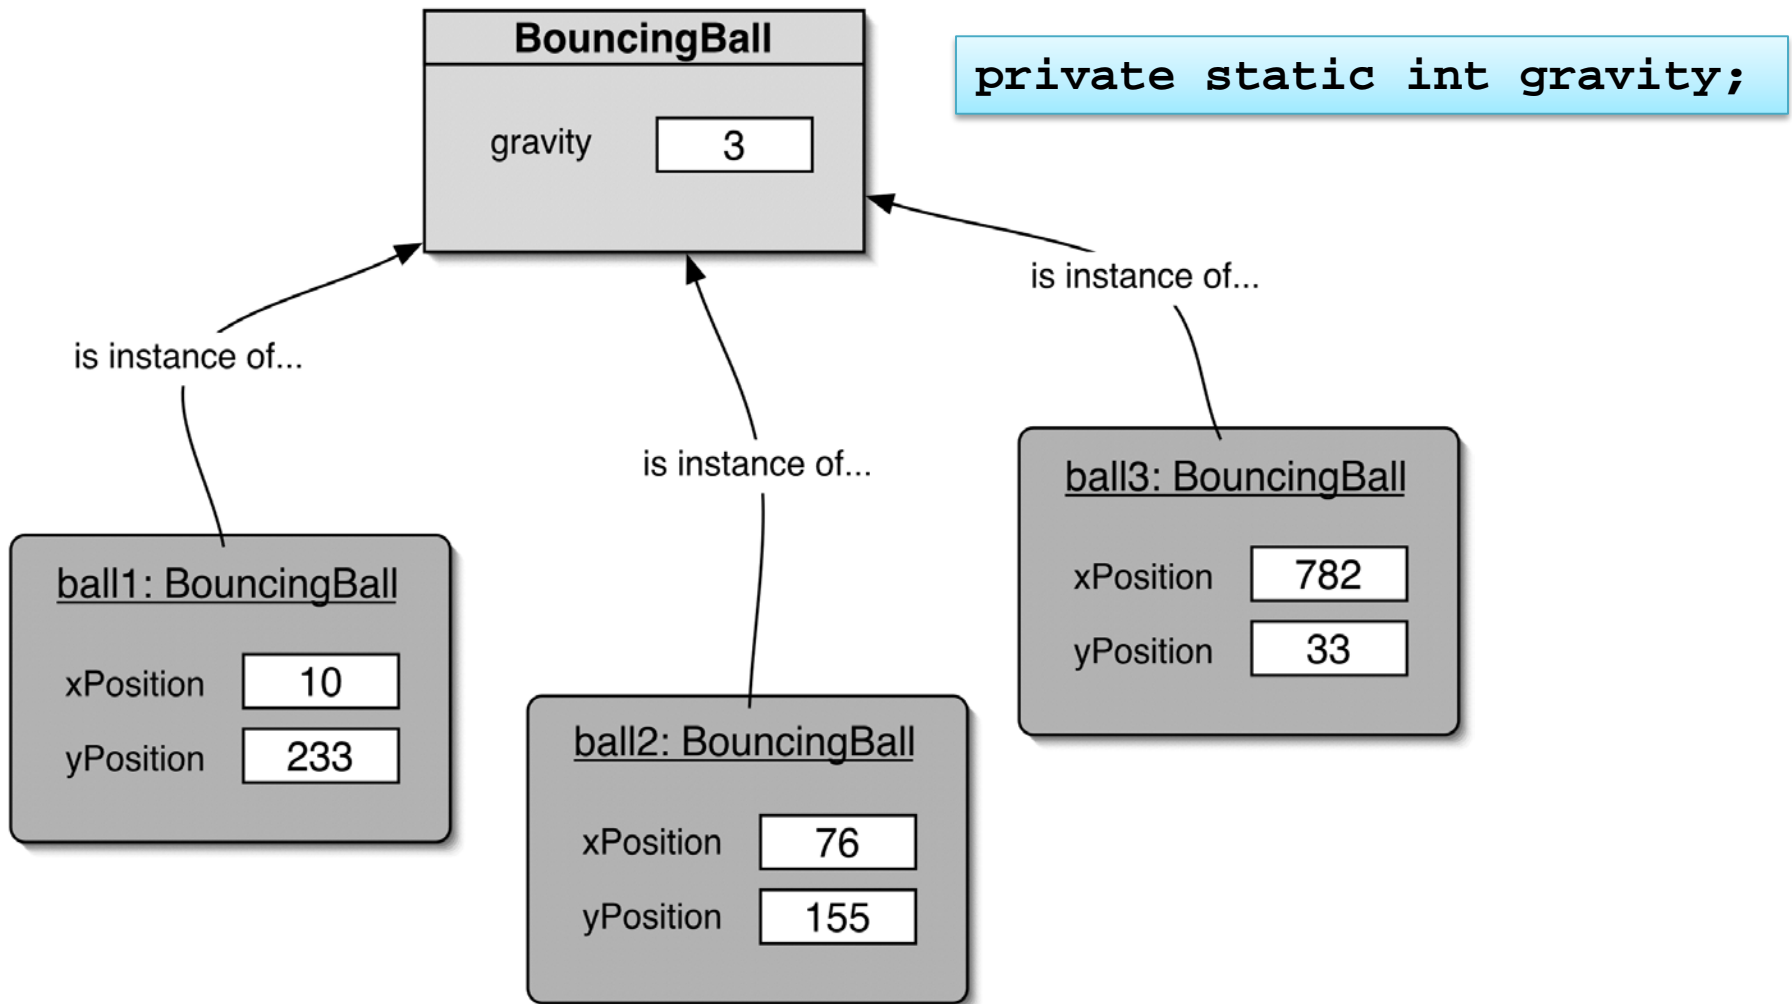 BouncingBall
gravity 3
private static int gravity;
is instance of...
is instance of...
is instance of...
ball1: BouncingBall
xPosition 10
yPosition 233
ball2: BouncingBall
xPosition 76
yPosition 155
ball3: BouncingBall
xPosition 782
yPosition 33